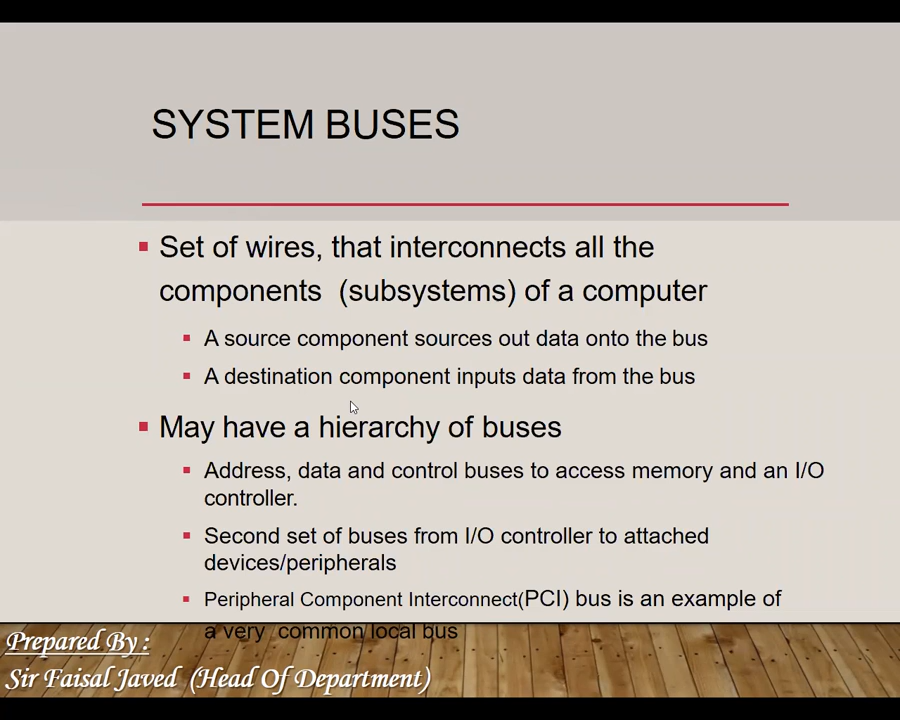 SYSTEM BUSES
Set of wires, that interconnects all the
components (subsystems) of a computer
A source component sources out data onto the bus
A destination component inputs data from the bus
May have a hierarchy of buses
Address, data and control buses to access memory and an I/O
controller.
Second set of buses from I/O controller to attached
devices/peripherals
Peripheral Component Interconnect(PCI) bus is an example of
a very common local bus
Prepared By :
Sir Faisal Javed (Head Of Department)